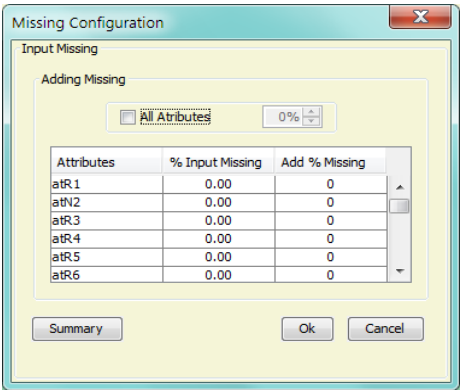 Missing Configuration
Input Missing
Adding Missing
All Atributes 0%
Attributes % Input Missing Add % Missing
atR1 0.00 0
atN2 0.00 0
atR3 0.00 0
atR4 0.00 0
atR5 0.00 0
atR6 0.00 0
Summary Ok Cancel